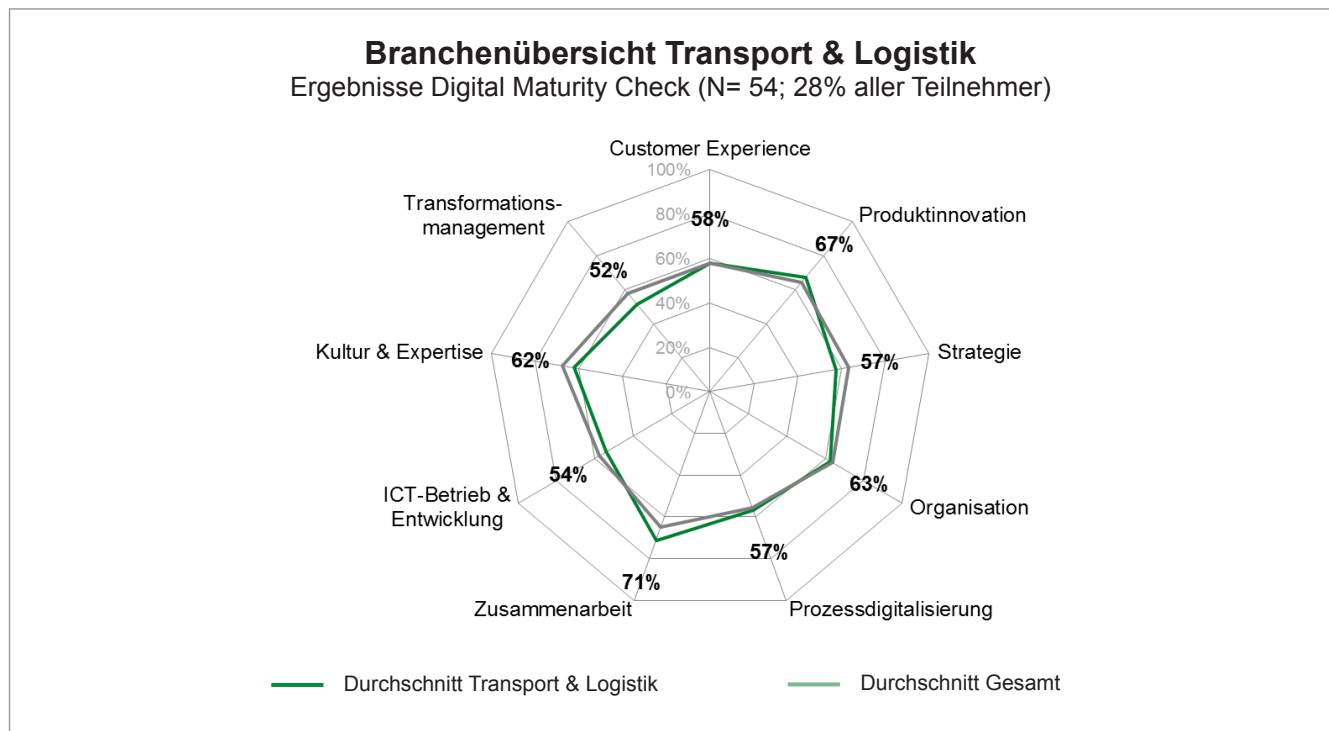 Branchenübersicht Transport & Logistik
Ergebnisse Digital Maturity Check (N= 54; 28% aller Teilnehmer)
Customer Experience
100%
80%
60%
40%
20%
0%
58%
Produktinnovation
67%
Strategie
57%
Organisation
63%
Prozessdigitalisierung
57%
Zusammenarbeit
71%
ICT-Betrieb &
Entwicklung
54%
Kultur & Expertise
62%
Transformations-
management
52%
Durchschnitt Transport & Logistik
Durchschnitt Gesamt